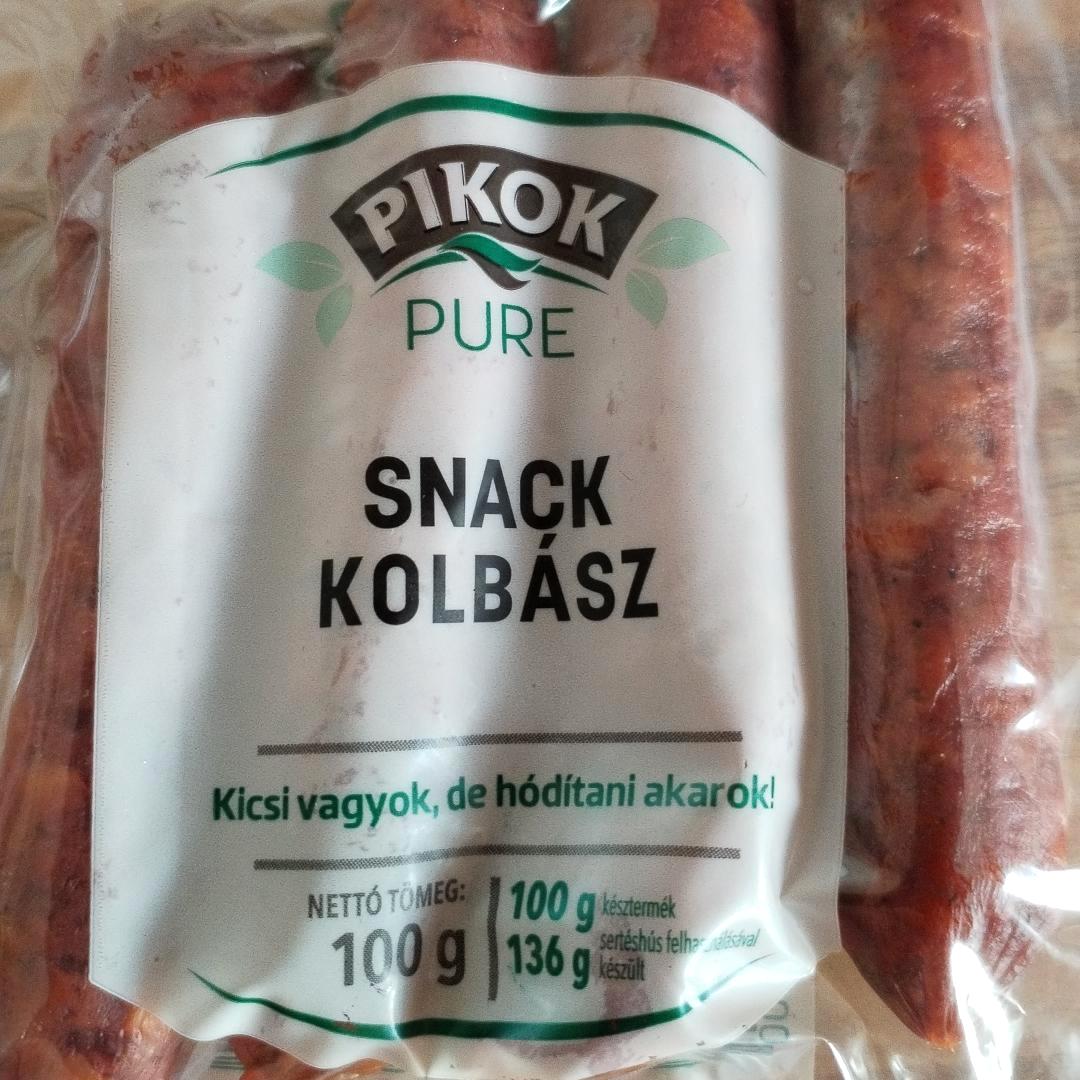 PIKOK
PURE
SNACK
KOLBÁSZ
Kicsi vagyok, de hódítani akarok!
NETTÓ TÖMEG:
100 g
100 g késztermék
136 g sertéshús felhasználásával
készült